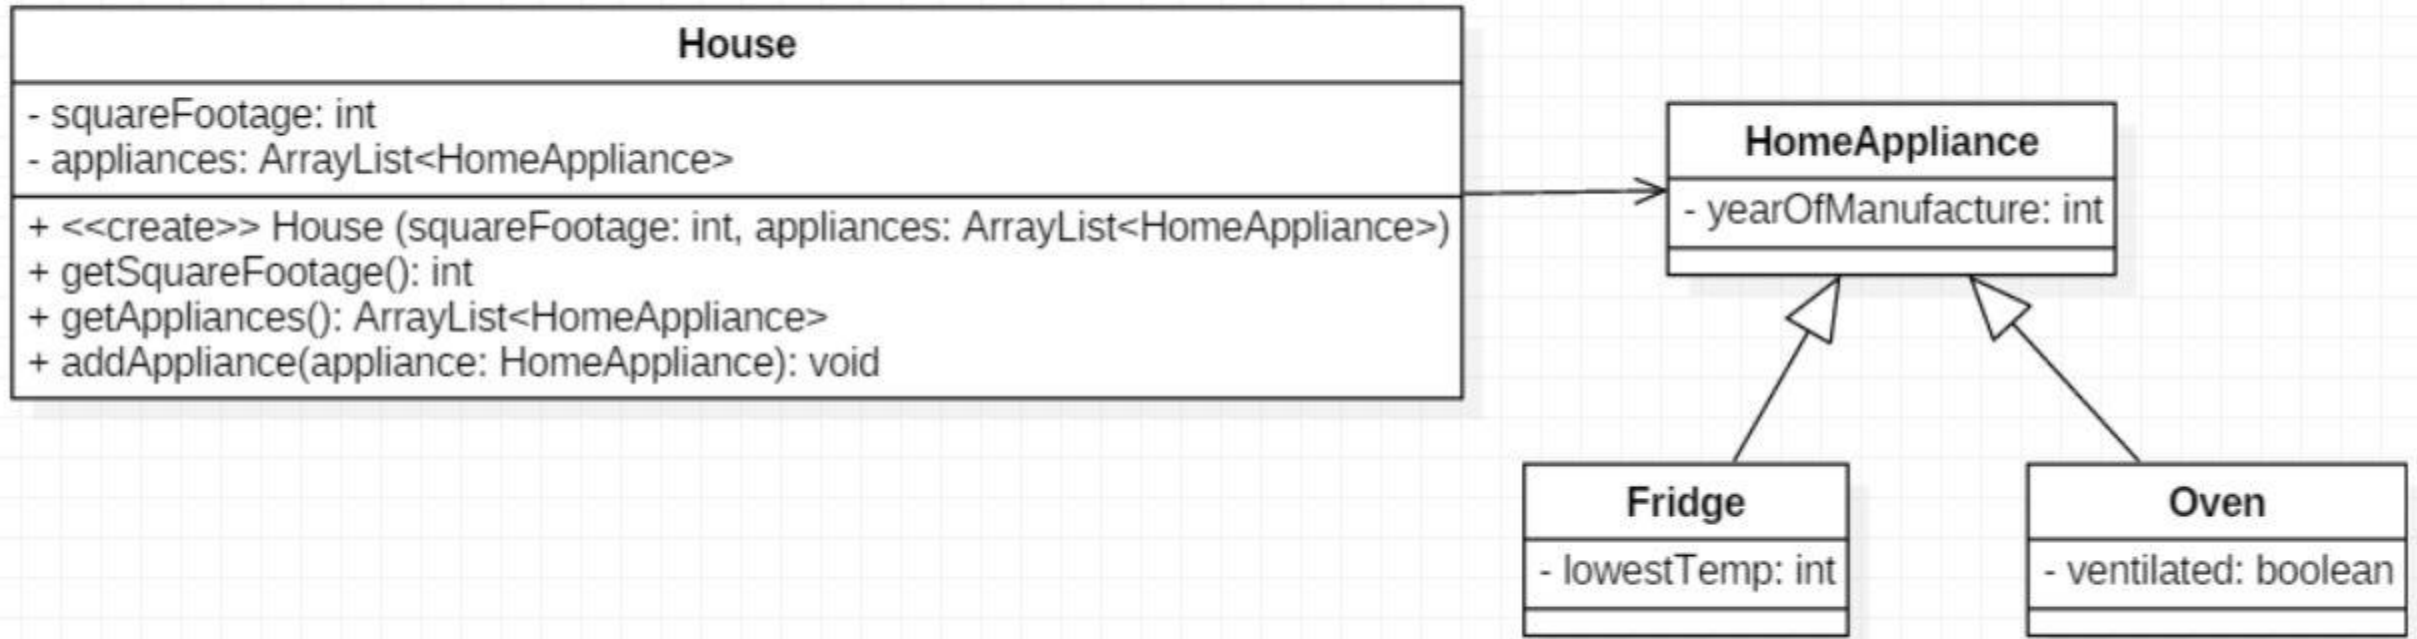 House
- squareFootage: int
- appliances: ArrayList<HomeAppliance>
+ <<create>> House (squareFootage: int, appliances: ArrayList<HomeAppliance>)
+ getSquareFootage(): int
+ getAppliances(): ArrayList<HomeAppliance>
+ addAppliance(appliance: HomeAppliance): void
HomeAppliance
- yearOfManufacture: int
Fridge
- lowestTemp: int
Oven
- ventilated: boolean